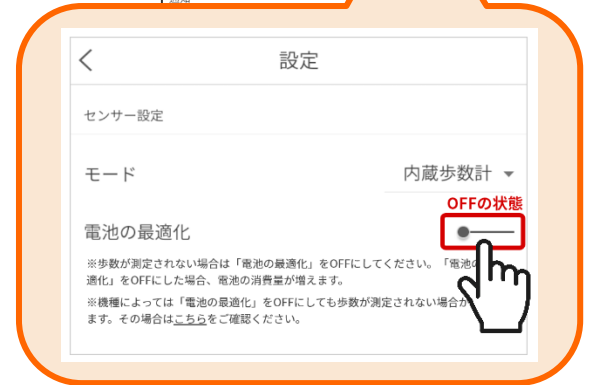 設定
センサー設定
モード
内蔵歩数計
OFFの状態
電池の最適化
※歩数が測定されない場合は「電池の最適化」をOFFにしてください。「電池の
適化」をOFFにした場合、電池の消費量が増えます。
※機種によっては「電池の最適化」をOFFにしても歩数が測定されない場合が
ます。その場合はこちらをご確認ください。